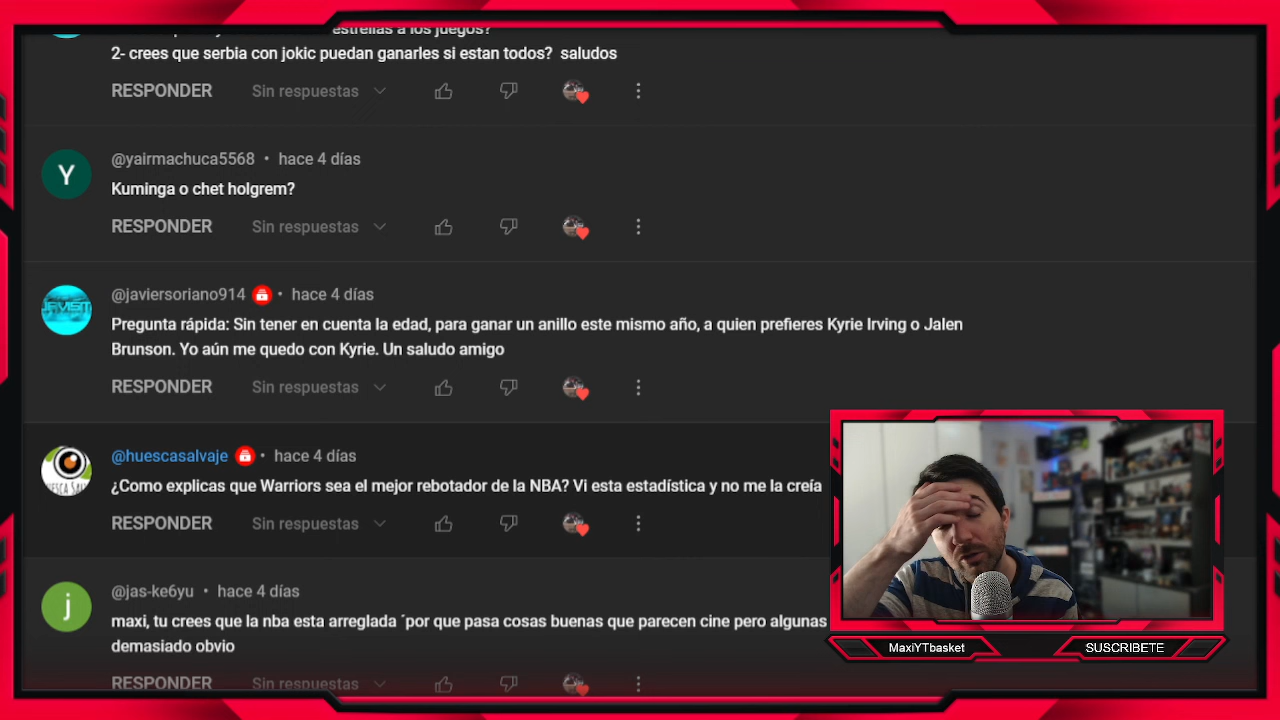 estrellas a los juegos?
2- crees que serbia con jokic puedan ganarles si estan todos? saludos
RESPONDER Sin respuestas
Y
@yairmachuca5568 • hace 4 días
Kuminga o chet holgrem?
RESPONDER Sin respuestas
@javiersoriano914 • hace 4 días
Pregunta rápida: Sin tener en cuenta la edad, para ganar un anillo este mismo año, a quien prefieres Kyrie Irving o Jalen
Brunson. Yo aún me quedo con Kyrie. Un saludo amigo
RESPONDER Sin respuestas
@huescasalvaje • hace 4 días
¿Como explicas que Warriors sea el mejor rebotador de la NBA? Vi esta estadística y no me la creía
RESPONDER Sin respuestas
j
@jas-ke6yu • hace 4 días
maxi, tu crees que la nba esta arreglada ´por que pasa cosas buenas que parecen cine pero algunas
demasiado obvio
RESPONDER Sin respuestas
MaxiYTbasket SUSCRIBETE